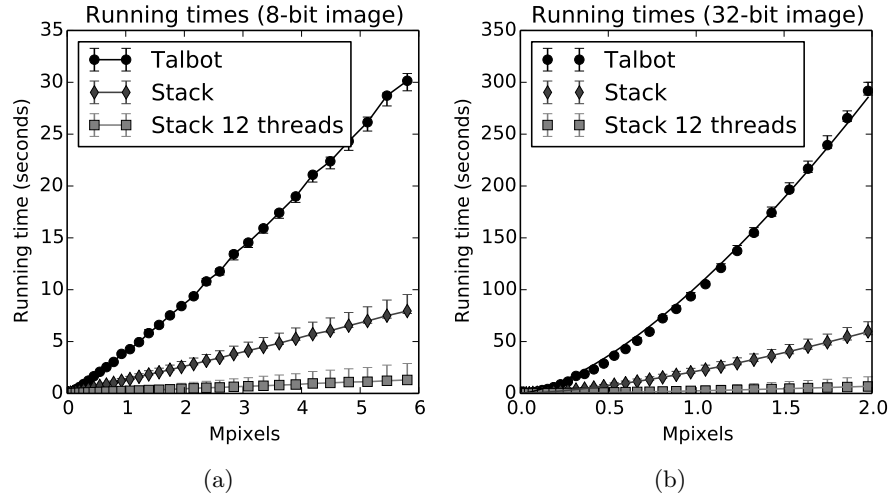 Running times (8-bit image)
35
30
25
20
15
10
5
0
Running time (seconds)
Talbot
Stack
Stack 12 threads
0 1 2 3 4 5 6
Mpixels
(a)
Running times (32-bit image)
350
300
250
200
150
100
50
0
Running time (seconds)
Talbot
Stack
Stack 12 threads
0.0 0.5 1.0 1.5 2.0
Mpixels
(b)